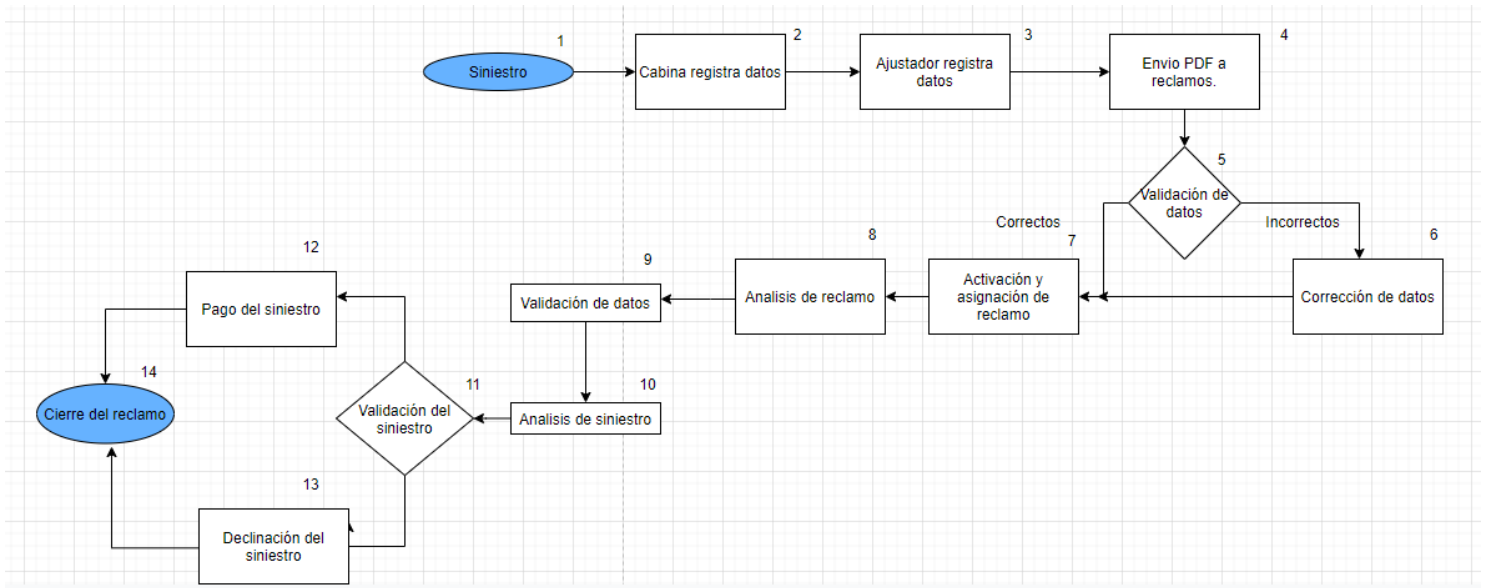 1
Siniestro
2
Cabina registra datos
3
Ajustador registra
datos
4
Envio PDF a
reclamos.
5
Validación de
datos
Correctos
Incorrectos
6
Corrección de datos
7
Activación y
asignación de
reclamo
8
Analisis de reclamo
9
Validación de datos
10
Analisis de siniestro
11
Validación del
siniestro
12
Pago del siniestro
13
Declinación del
siniestro
14
Cierre del reclamo